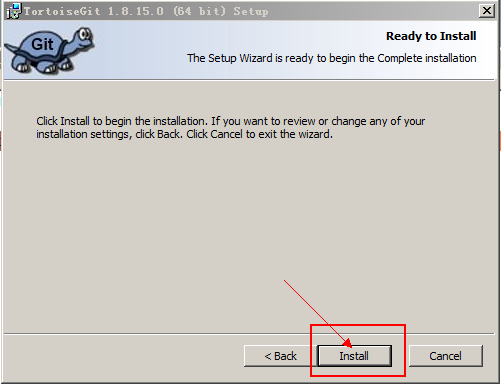 TortoiseGit 1.8.15.0 (64 bit) Setup
Git
Ready to Install
The Setup Wizard is ready to begin the Complete installation
Click Install to begin the installation. If you want to review or change any of your
installation settings, click Back. Click Cancel to exit the wizard.
< Back
Install
Cancel